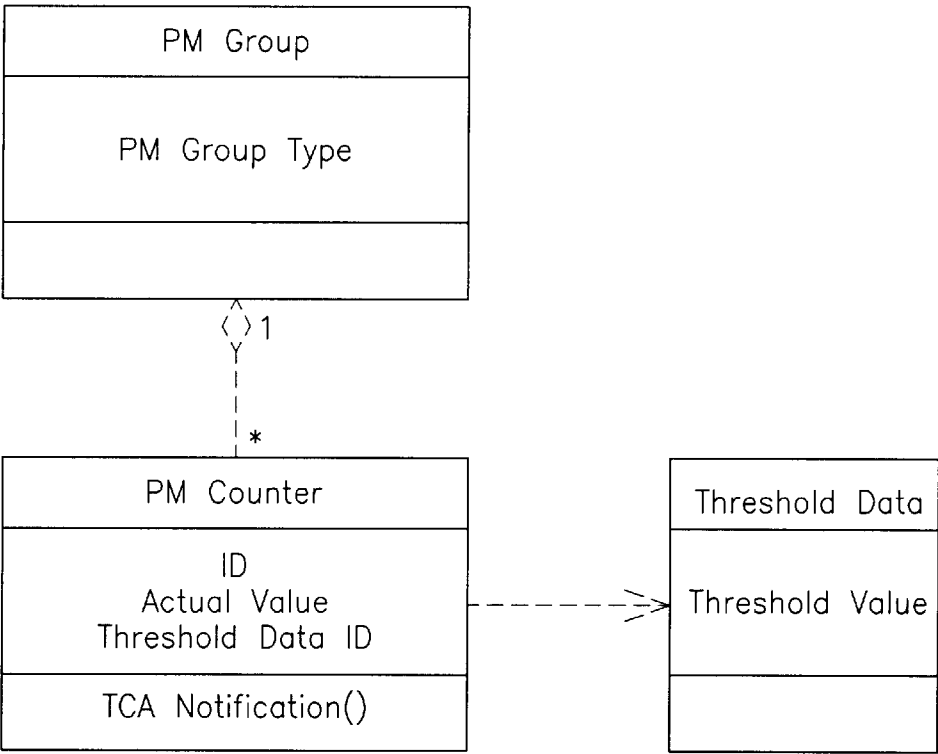 PM Group
PM Group Type
1
*
PM Counter
ID
Actual Value
Threshold Data ID
TCA Notification()
Threshold Data
Threshold Value